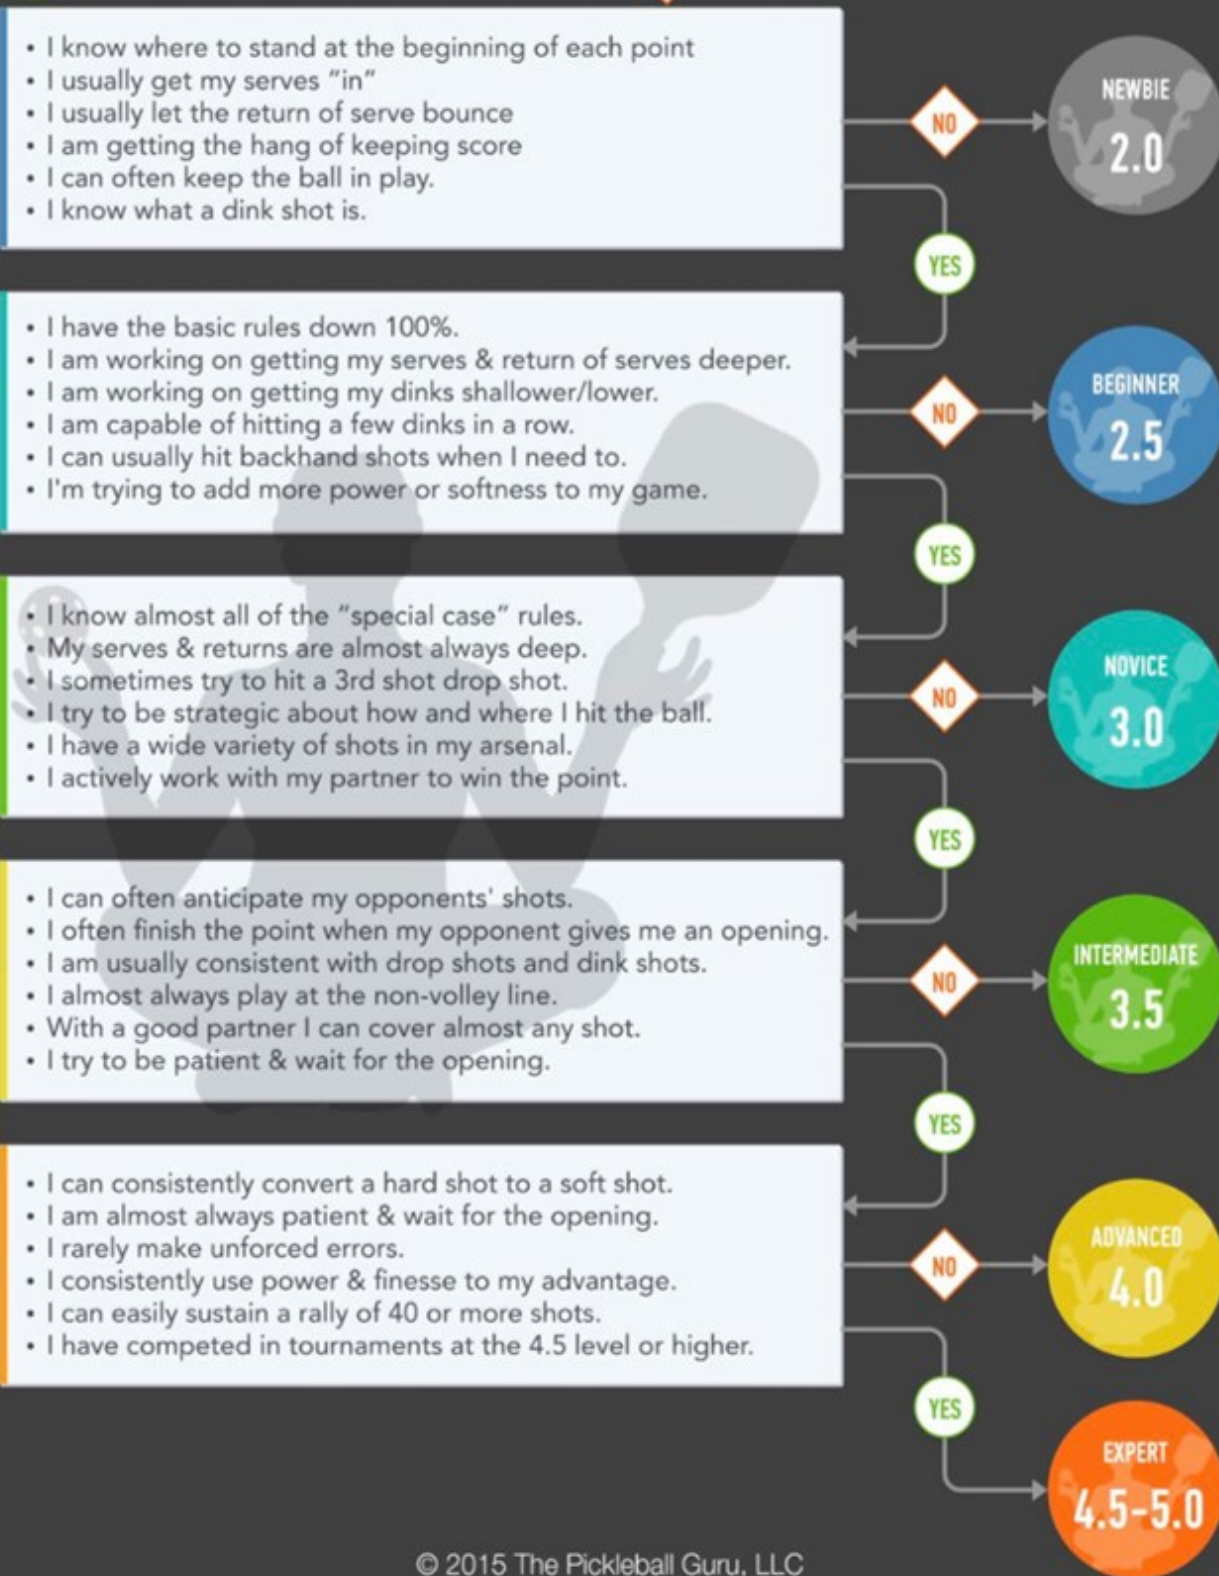 • I know where to stand at the beginning of each point
• I usually get my serves "in"
• I usually let the return of serve bounce
• I am getting the hang of keeping score
• I can often keep the ball in play.
• I know what a dink shot is.
NO
NEWBIE
2.0
YES
• I have the basic rules down 100%.
• I am working on getting my serves & return of serves deeper.
• I am working on getting my dinks shallower/lower.
• I am capable of hitting a few dinks in a row.
• I can usually hit backhand shots when I need to.
• I'm trying to add more power or softness to my game.
NO
BEGINNER
2.5
YES
• I know almost all of the "special case" rules.
• My serves & returns are almost always deep.
• I sometimes try to hit a 3rd shot drop shot.
• I try to be strategic about how and where I hit the ball.
• I have a wide variety of shots in my arsenal.
• I actively work with my partner to win the point.
NO
NOVICE
3.0
YES
• I can often anticipate my opponents' shots.
• I often finish the point when my opponent gives me an opening.
• I am usually consistent with drop shots and dink shots.
• I almost always play at the non-volley line.
• With a good partner I can cover almost any shot.
• I try to be patient & wait for the opening.
NO
INTERMEDIATE
3.5
YES
• I can consistently convert a hard shot to a soft shot.
• I am almost always patient & wait for the opening.
• I rarely make unforced errors.
• I consistently use power & finesse to my advantage.
• I can easily sustain a rally of 40 or more shots.
• I have competed in tournaments at the 4.5 level or higher.
NO
ADVANCED
4.0
YES
EXPERT
4.5-5.0
© 2015 The Pickleball Guru, LLC